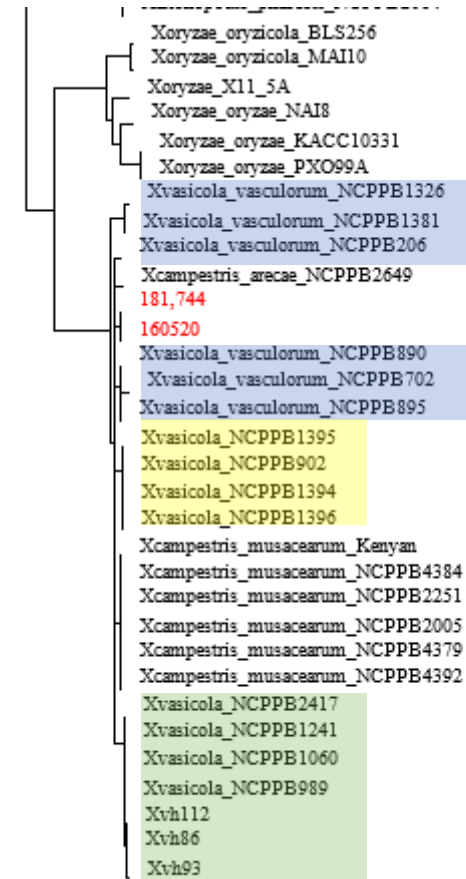 Xoryzae_oryzicola_BLS256
Xoryzae_oryzicola_MAI10
Xoryzae_X11_5A
Xoryzae_oryzae_NAI8
Xoryzae_oryzae_KACC10331
Xoryzae_oryzae_PXO99A
Xvasicola_vasculorum_NCPPB1326
Xvasicola_vasculorum_NCPPB1381
Xvasicola_vasculorum_NCPPB206
Xcampestris_arecae_NCPPB2649
181,744
160520
Xvasicola_vasculorum_NCPPB890
Xvasicola_vasculorum_NCPPB702
Xvasicola_vasculorum_NCPPB895
Xvasicola_NCPPB1395
Xvasicola_NCPPB902
Xvasicola_NCPPB1394
Xvasicola_NCPPB1396
Xcampestris_musacearum_Kenyan
Xcampestris_musacearum_NCPPB4384
Xcampestris_musacearum_NCPPB2251
Xcampestris_musacearum_NCPPB2005
Xcampestris_musacearum_NCPPB4379
Xcampestris_musacearum_NCPPB4392
Xvasicola_NCPPB2417
Xvasicola_NCPPB1241
Xvasicola_NCPPB1060
Xvasicola_NCPPB989
Xvh112
Xvh86
Xvh93